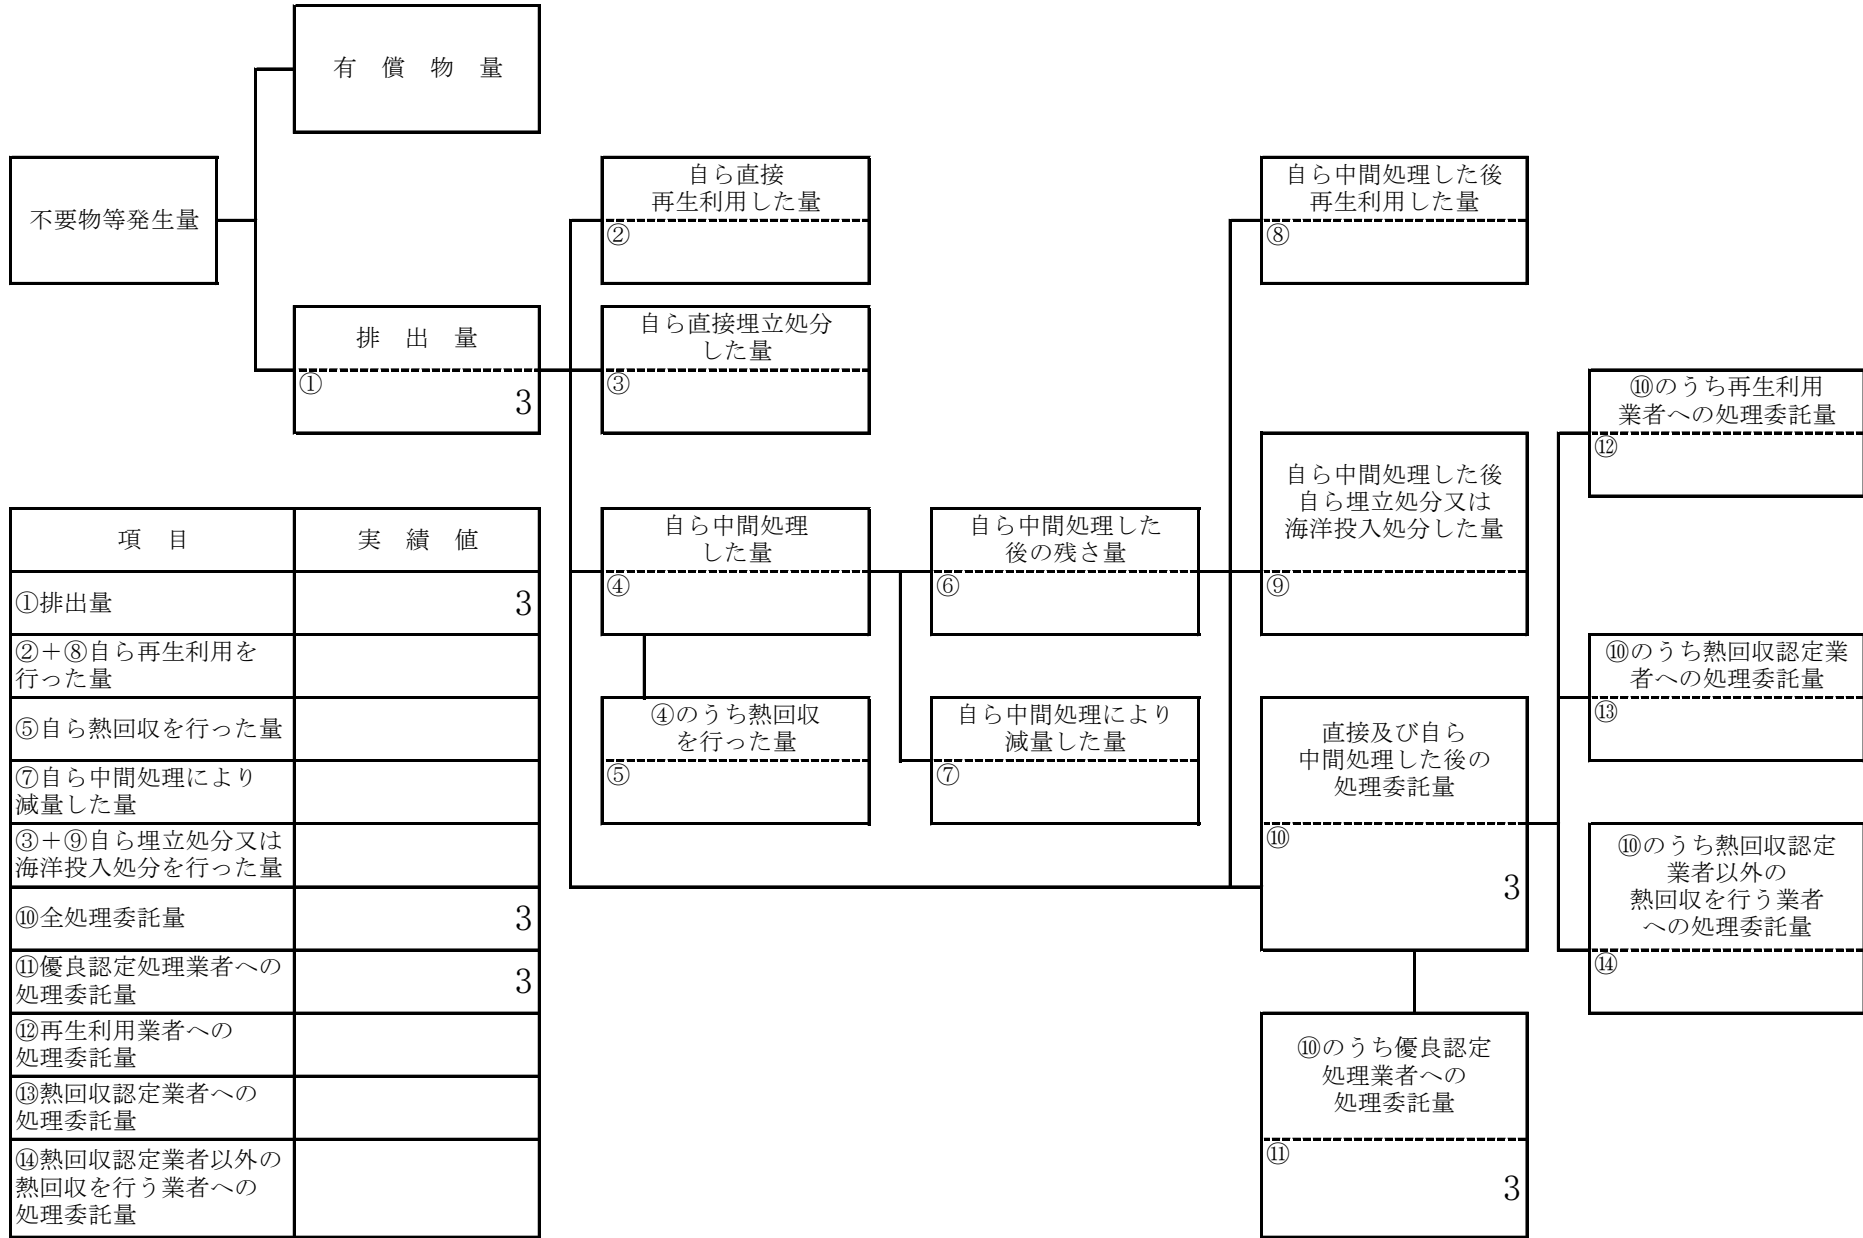 有　償　物　量
不要物等発生量
排　出　量
①
3
自ら直接
再生利用した量
②
自ら直接埋立処分
した量
③
自ら中間処理
した量
④
④のうち熱回収
を行った量
⑤
自ら中間処理した
後の残さ量
⑥
自ら中間処理により
減量した量
⑦
自ら中間処理した後
再生利用した量
⑧
自ら中間処理した後
自ら埋立処分又は
海洋投入処分した量
⑨
直接及び自ら
中間処理した後の
処理委託量
⑩
3
⑩のうち優良認定
処理業者への
処理委託量
⑪
3
⑩のうち再生利用
業者への処理委託量
⑫
⑩のうち熱回収認定業
者への処理委託量
⑬
⑩のうち熱回収認定
業者以外の
熱回収を行う業者
への処理委託量
⑭
項　目　実　績　値
①排出量　3
②＋⑧自ら再生利用を
行った量
⑤自ら熱回収を行った量
⑦自ら中間処理により
減量した量
③＋⑨自ら埋立処分又は
海洋投入処分を行った量
⑩全処理委託量　3
⑪優良認定処理業者への
処理委託量　3
⑫再生利用業者への
処理委託量
⑬熱回収認定業者への
処理委託量
⑭熱回収認定業者以外の
熱回収を行う業者への
処理委託量